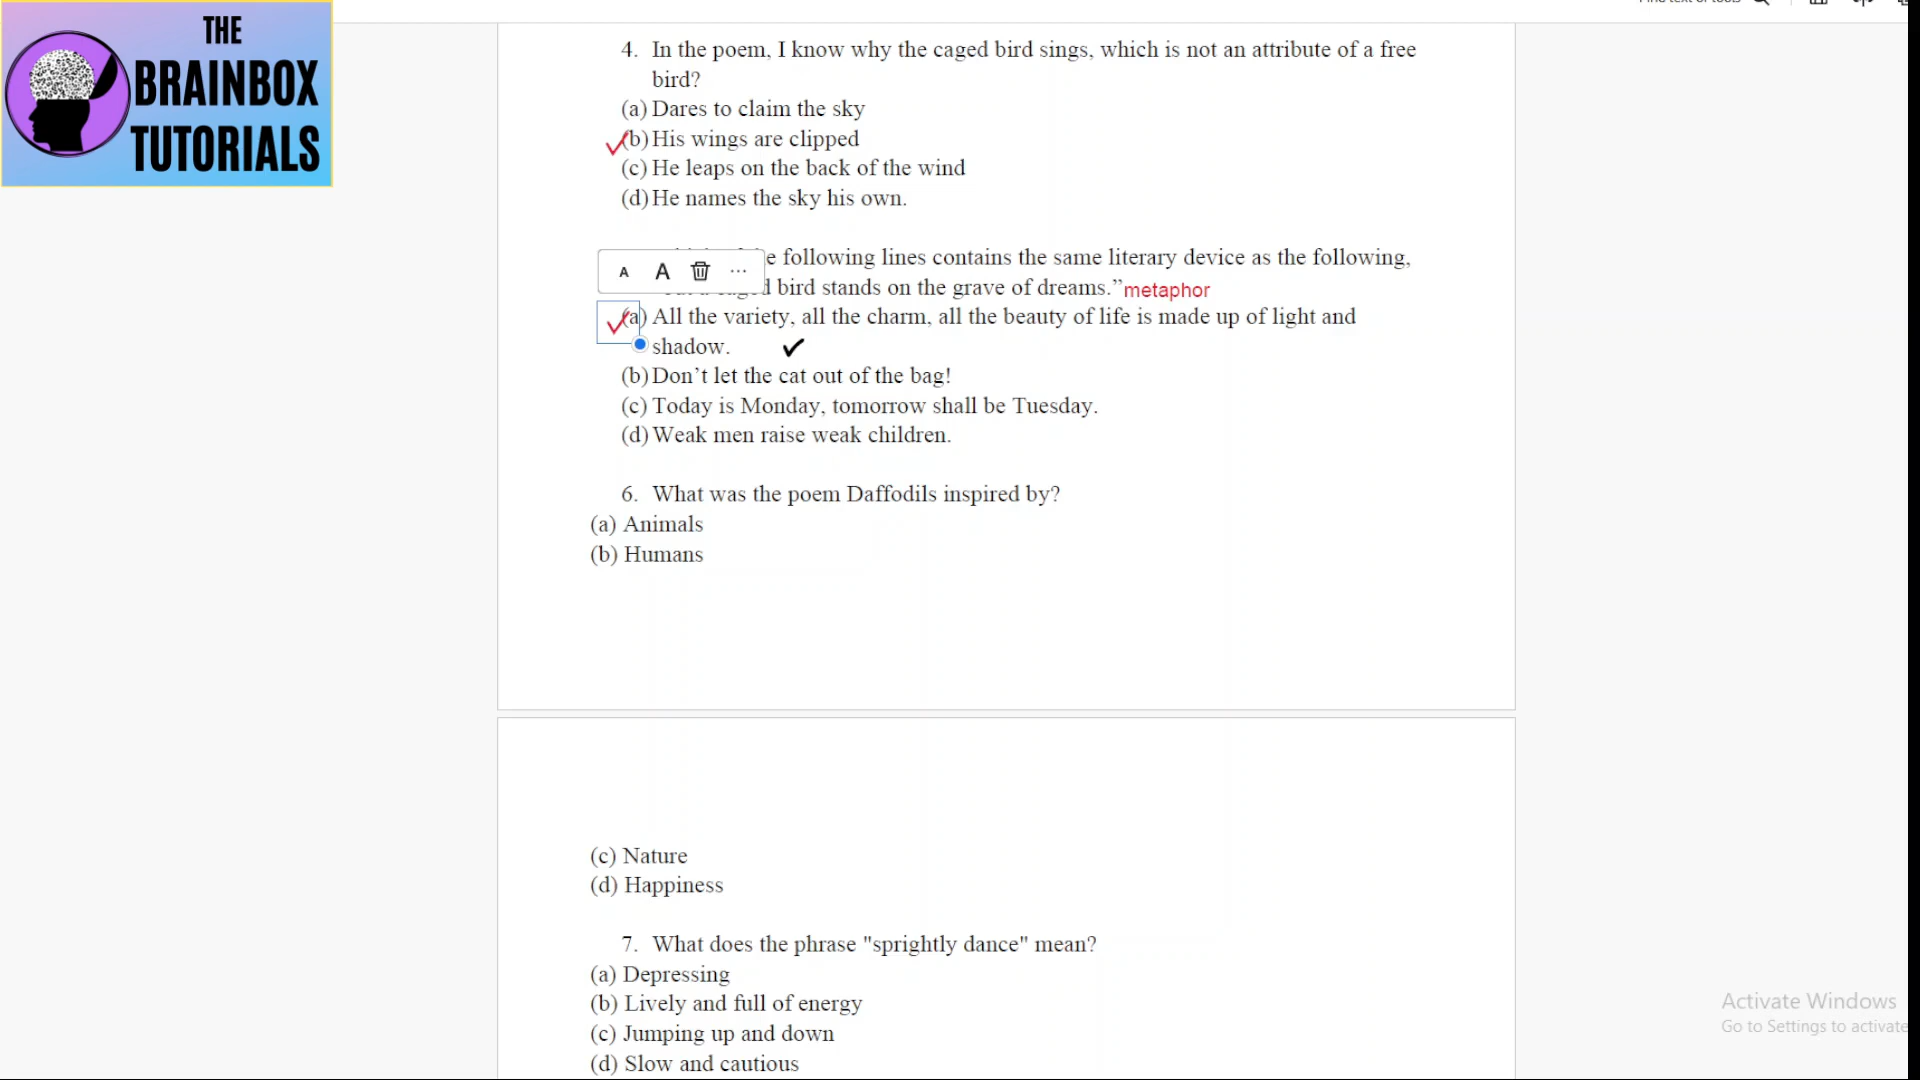 THE
BRAINBOX
TUTORIALS
4. In the poem, I know why the caged bird sings, which is not an attribute of a free
bird?
(a) Dares to claim the sky
(b) His wings are clipped
(c) He leaps on the back of the wind
(d) He names the sky his own.
following lines contains the same literary device as the following,
bird stands on the grave of dreams.” metaphor
A A ...
(a) All the variety, all the charm, all the beauty of life is made up of light and
shadow.
(b) Don’t let the cat out of the bag!
(c) Today is Monday, tomorrow shall be Tuesday.
(d) Weak men raise weak children.
6. What was the poem Daffodils inspired by?
(a) Animals
(b) Humans
(c) Nature
(d) Happiness
7. What does the phrase "sprightly dance" mean?
(a) Depressing
(b) Lively and full of energy
(c) Jumping up and down
(d) Slow and cautious
Activate Windows
Go to Settings to activate